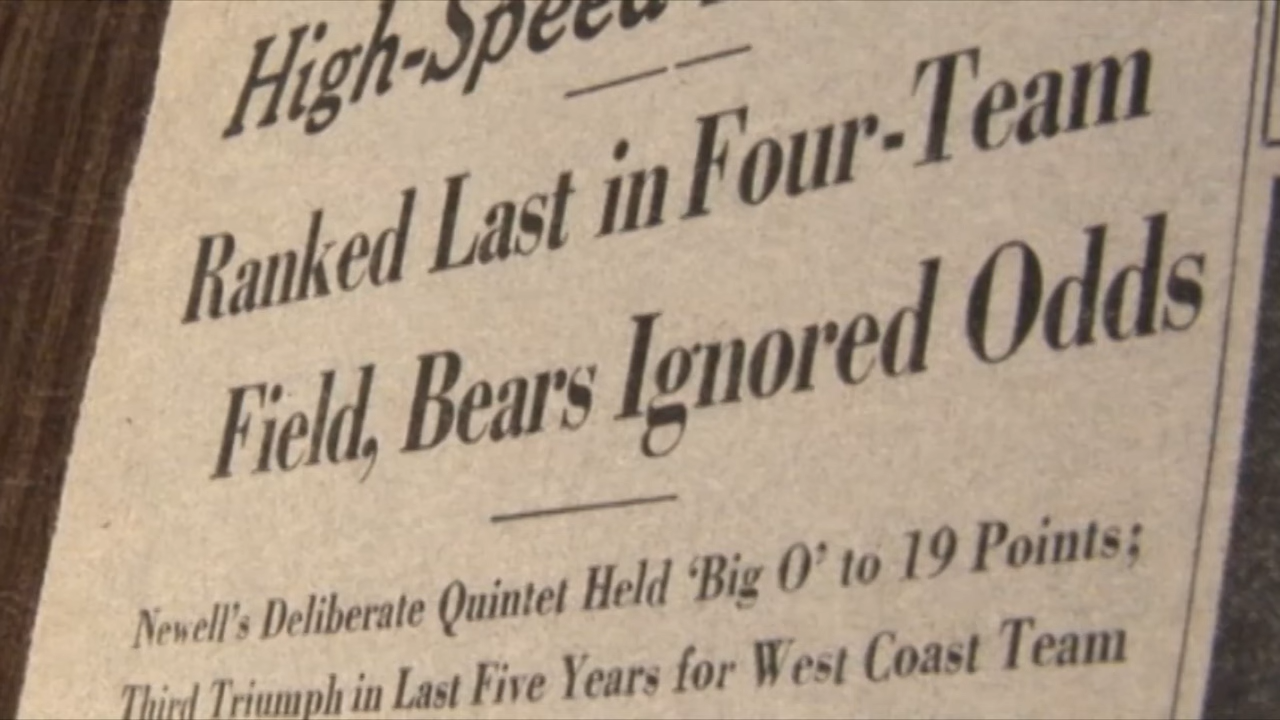 High-Speed
Ranked Last in Four-Team
Field, Bears Ignored Odds
Newell's Deliberate Quintet Held 'Big O' to 19 Points;
Third Triumph in Last Five Years for West Coast Team